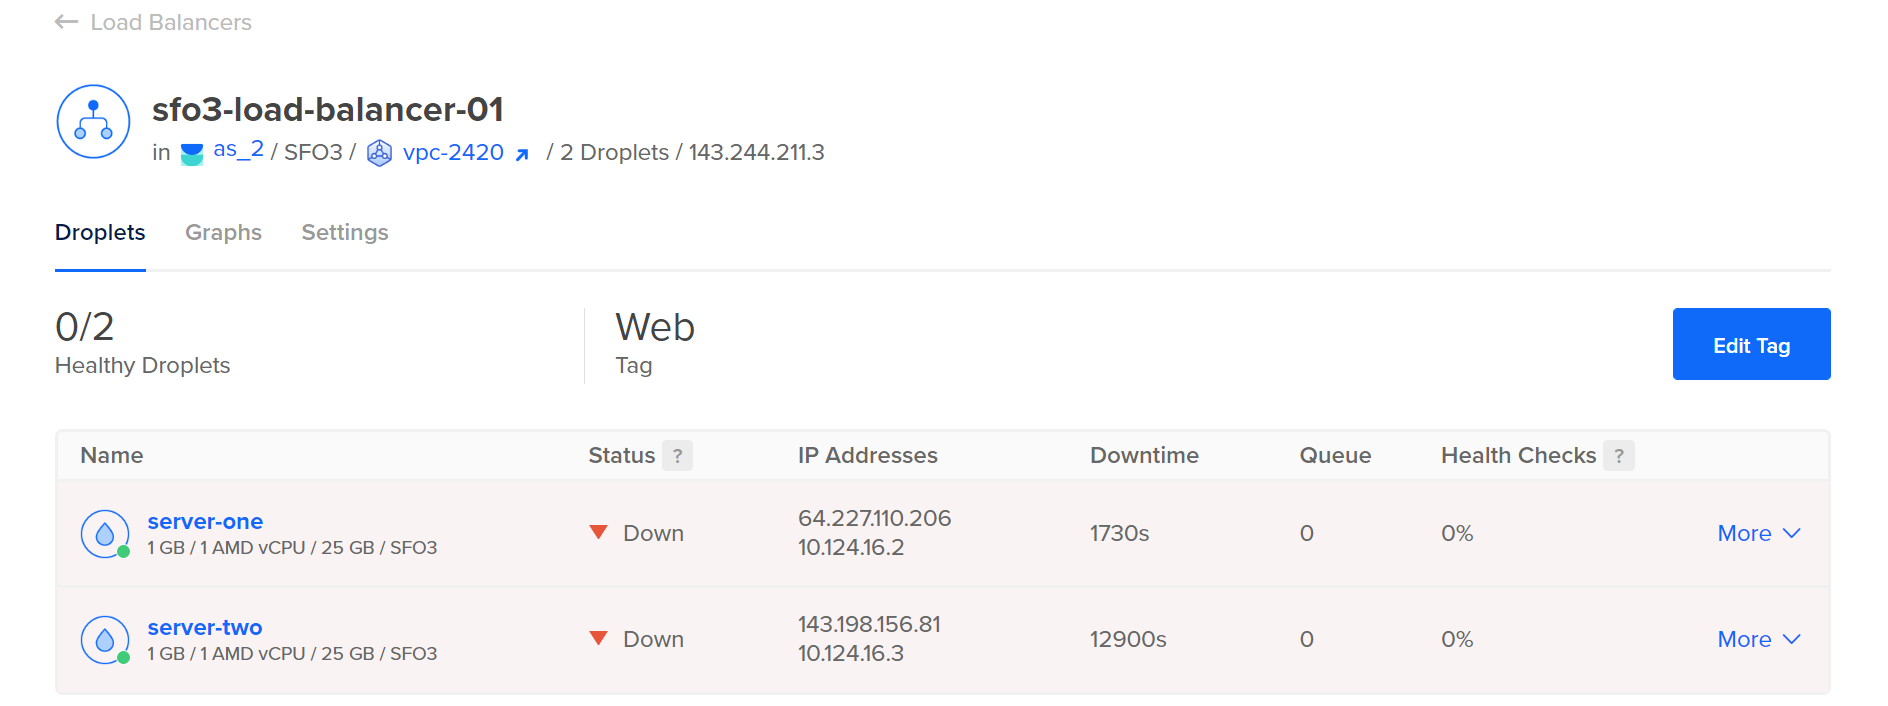 ← Load Balancers
sfo3-load-balancer-01
in as_2 / SFO3 / vpc-2420 / 2 Droplets / 143.244.211.3
Droplets Graphs Settings
0/2
Healthy Droplets
Web
Tag
Edit Tag
Name Status ? IP Addresses Downtime Queue Health Checks ?
server-one
1 GB / 1 AMD vCPU / 25 GB / SFO3
Down
64.227.110.206
10.124.16.2
1730s
0
0%
More
server-two
1 GB / 1 AMD vCPU / 25 GB / SFO3
Down
143.198.156.81
10.124.16.3
12900s
0
0%
More